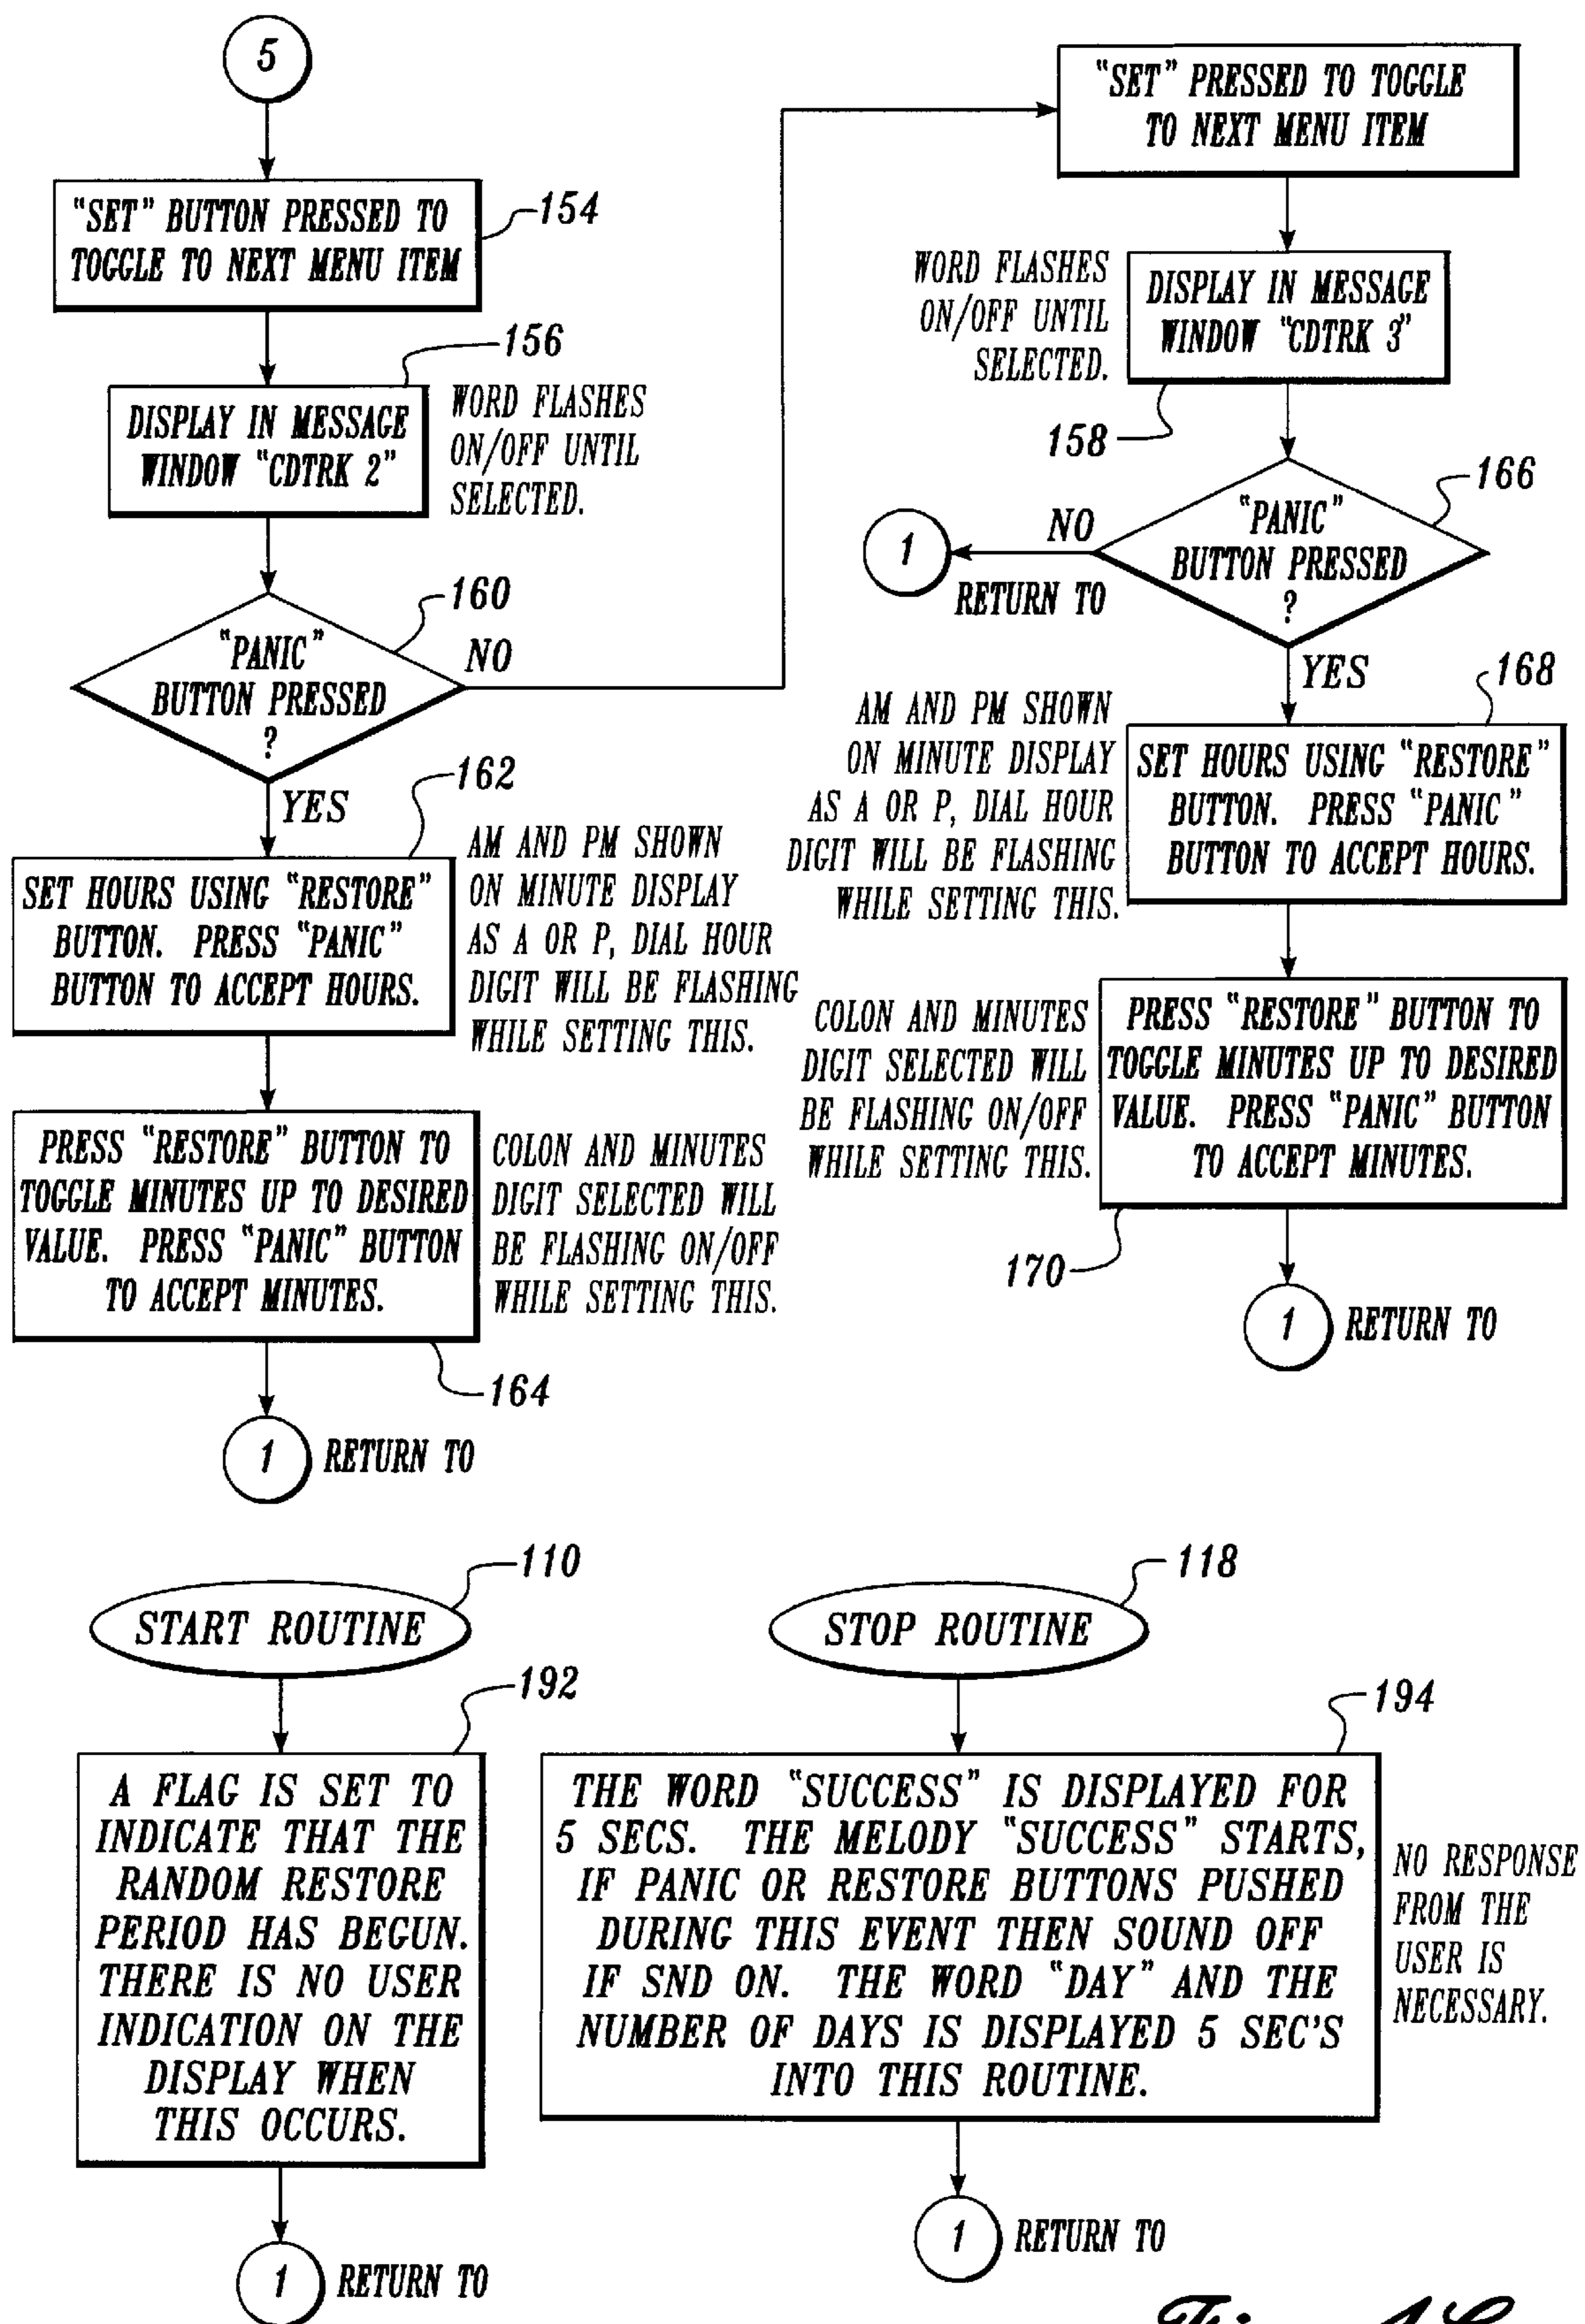 5
"SET" BUTTON PRESSED TO
TOGGLE TO NEXT MENU ITEM
154
156
DISPLAY IN MESSAGE
WINDOW "CDTRK 2"
WORD FLASHES
ON/OFF UNTIL
SELECTED.
160
"PANIC"
BUTTON PRESSED
?
NO
YES
162
SET HOURS USING "RESTORE"
BUTTON. PRESS "PANIC"
BUTTON TO ACCEPT HOURS.
AM AND PM SHOWN
ON MINUTE DISPLAY
AS A OR P, DIAL HOUR
DIGIT WILL BE FLASHING
WHILE SETTING THIS.
PRESS "RESTORE" BUTTON TO
TOGGLE MINUTES UP TO DESIRED
VALUE. PRESS "PANIC" BUTTON
TO ACCEPT MINUTES.
COLON AND MINUTES
DIGIT SELECTED WILL
BE FLASHING ON/OFF
WHILE SETTING THIS.
164
1 RETURN TO
"SET" PRESSED TO TOGGLE
TO NEXT MENU ITEM
WORD FLASHES
ON/OFF UNTIL
SELECTED.
DISPLAY IN MESSAGE
WINDOW "CDTRK 3"
158
166
"PANIC"
BUTTON PRESSED
?
NO
1
RETURN TO
YES
168
AM AND PM SHOWN
ON MINUTE DISPLAY
AS A OR P, DIAL HOUR
DIGIT WILL BE FLASHING
WHILE SETTING THIS.
SET HOURS USING "RESTORE"
BUTTON. PRESS "PANIC"
BUTTON TO ACCEPT HOURS.
COLON AND MINUTES
DIGIT SELECTED WILL
BE FLASHING ON/OFF
WHILE SETTING THIS.
PRESS "RESTORE" BUTTON TO
TOGGLE MINUTES UP TO DESIRED
VALUE. PRESS "PANIC" BUTTON
TO ACCEPT MINUTES.
170
1 RETURN TO
110
START ROUTINE
192
A FLAG IS SET TO
INDICATE THAT THE
RANDOM RESTORE
PERIOD HAS BEGUN.
THERE IS NO USER
INDICATION ON THE
DISPLAY WHEN
THIS OCCURS.
1 RETURN TO
118
STOP ROUTINE
194
THE WORD "SUCCESS" IS DISPLAYED FOR
5 SECS. THE MELODY "SUCCESS" STARTS,
IF PANIC OR RESTORE BUTTONS PUSHED
DURING THIS EVENT THEN SOUND OFF
IF SND ON. THE WORD "DAY" AND THE
NUMBER OF DAYS IS DISPLAYED 5 SEC'S
INTO THIS ROUTINE.
NO RESPONSE
FROM THE
USER IS
NECESSARY.
1 RETURN TO